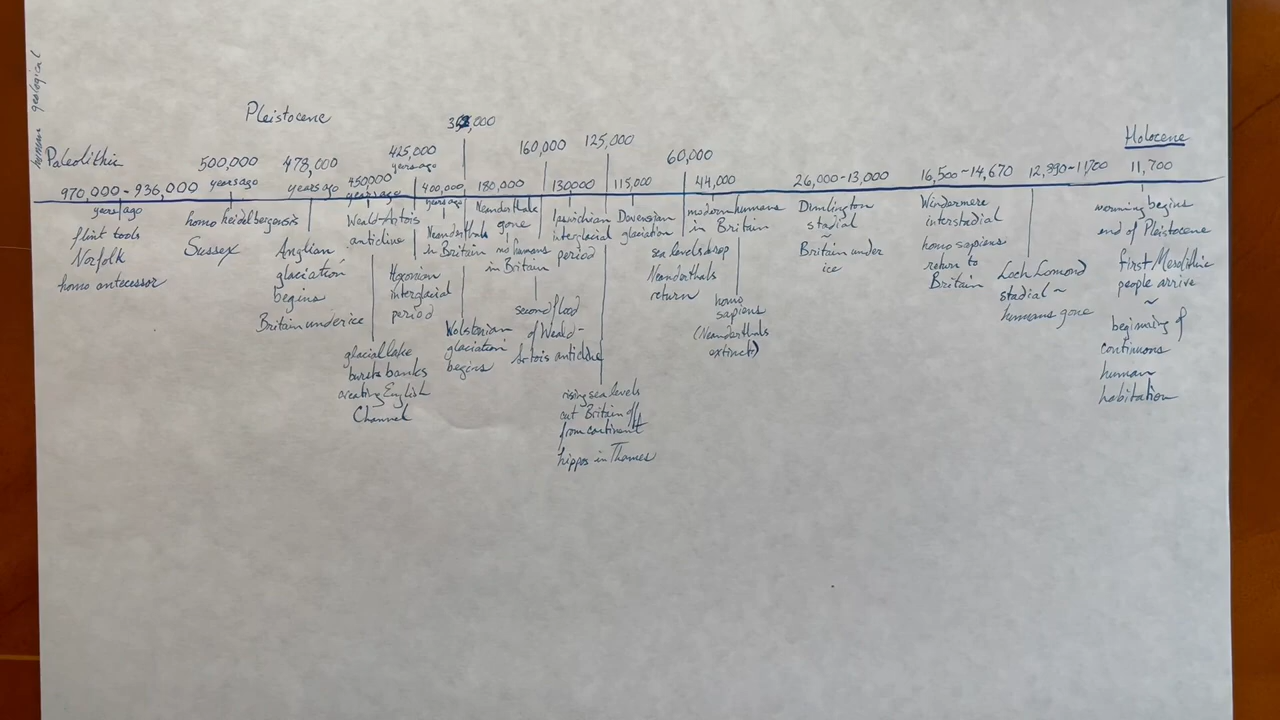 human geological
Pleistocene
Holocene
Paleolithic
970,000-936,000
years ago
flint tools
Norfolk
homo antecessor
500,000
years ago
homo heidelbergensis
Sussex
478,000
years ago
Anglian
glaciation
begins
Britain under ice
450000
years ago
Weald-Artois
anticline
glacial lake
bursts banks
creating English
Channel
425,000
years ago
Hoxnian
interglacial
period
400,000
years ago
Neanderthals
in Britain
,000
Wolstonian
glaciation
begins
180,000
Neanderthals
gone
no humans
in Britain
160,000
second flood
of Weald-
Artois anticline
130000
Ipswichian
interglacial
period
125,000
rising sea levels
cut Britain off
from continent
hippos in Thames
115,000
Devensian
glaciation
60,000
sea levels drop
Neanderthals
return
44,000
modern humans
in Britain
homo
sapiens
(Neanderthals
extinct)
26,000-13,000
Dimlington
stadial
~
Britain under
ice
16,500~14,670
Windermere
interstadial
homo sapiens
return to
Britain
12,890-11,700
Loch Lomond
stadial ~
humans gone
11,700
warming begins
end of Pleistocene
first Mesolithic
people arrive
~
beginning of
continuous
human
habitation